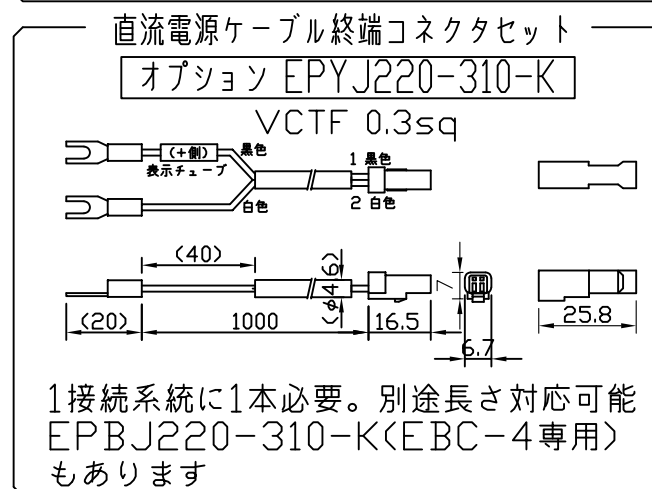 直流電源ケーブル終端コネクタセット
オプション EPYJ220-310-K
VCTF 0.3sq
(+側)
黒色
表示チューブ
白色
1 黒色
2 白色
(40)
(φ4.6)
7
(20)
1000
16.5
6.7
25.8
1接続系統に1本必要。別途長さ対応可能
EPBJ220-310-K(EBC-4専用)
もあります